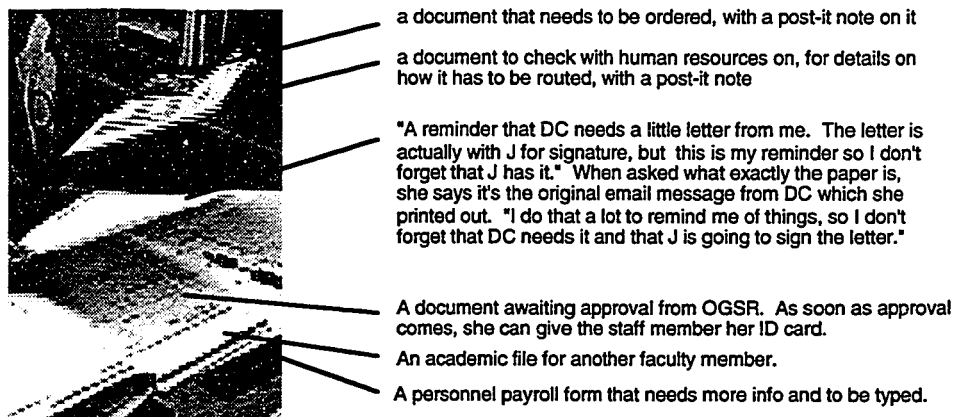 a document that needs to be ordered, with a post-it note on it
a document to check with human resources on, for details on
how it has to be routed, with a post-it note
"A reminder that DC needs a little letter from me. The letter is
actually with J for signature, but this is my reminder so I don't
forget that J has it." When asked what exactly the paper is,
she says it's the original email message from DC which she
printed out. "I do that a lot to remind me of things, so I don't
forget that DC needs it and that J is going to sign the letter."
A document awaiting approval from OGSR. As soon as approval
comes, she can give the staff member her ID card.
An academic file for another faculty member.
A personnel payroll form that needs more info and to be typed.